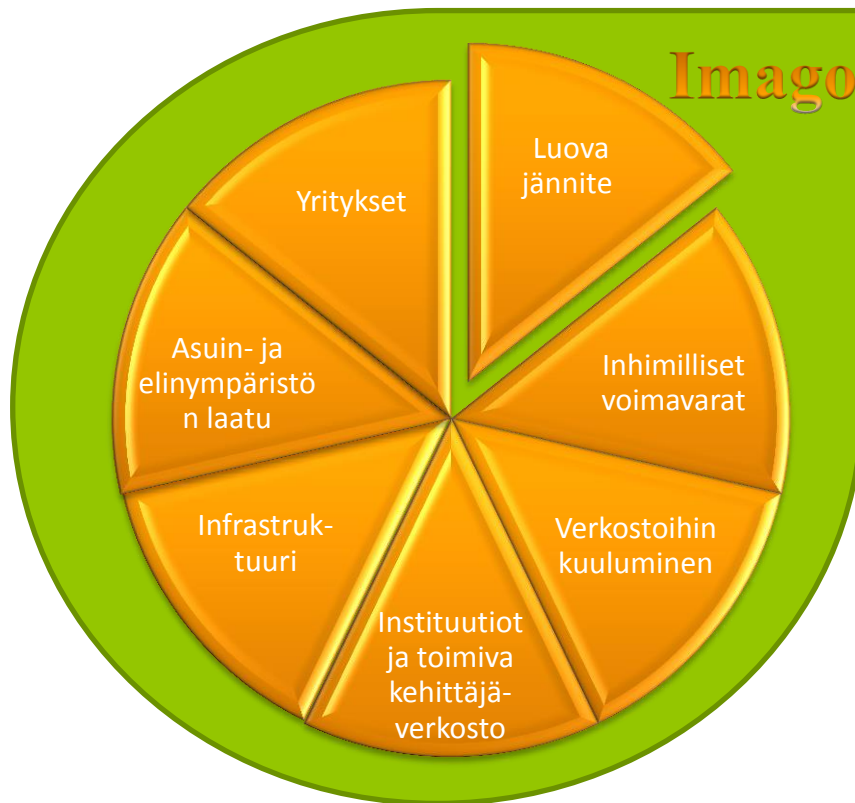 Imago
Luova
jännite
Inhimilliset
voimavarat
Verkostoihin
kuuluminen
Instituutiot
ja toimiva
kehittäjä-
verkosto
Infrastruk-
tuuri
Asuin- ja
elinympäristö
n laatu
Yritykset